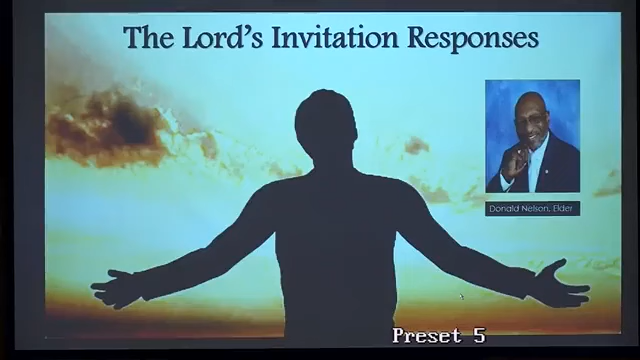 The Lord's Invitation Responses
Donald Nelson, Elder
Preset 5